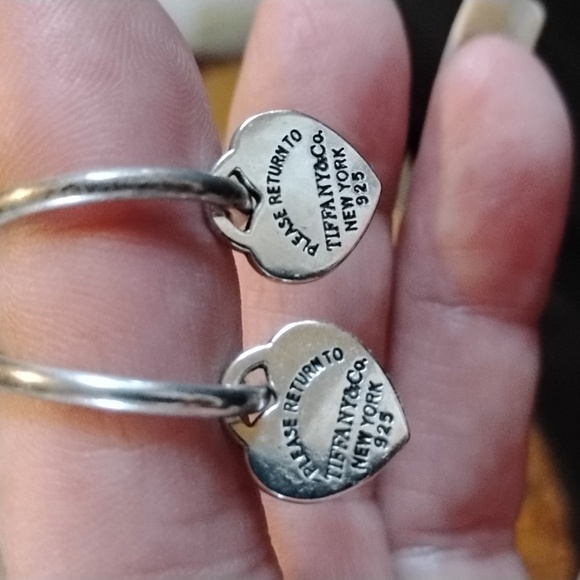 PLEASE RETURN TO
TIFFANY&Co.
NEW YORK
925
PLEASE RETURN TO
TIFFANY&Co.
NEW YORK
925